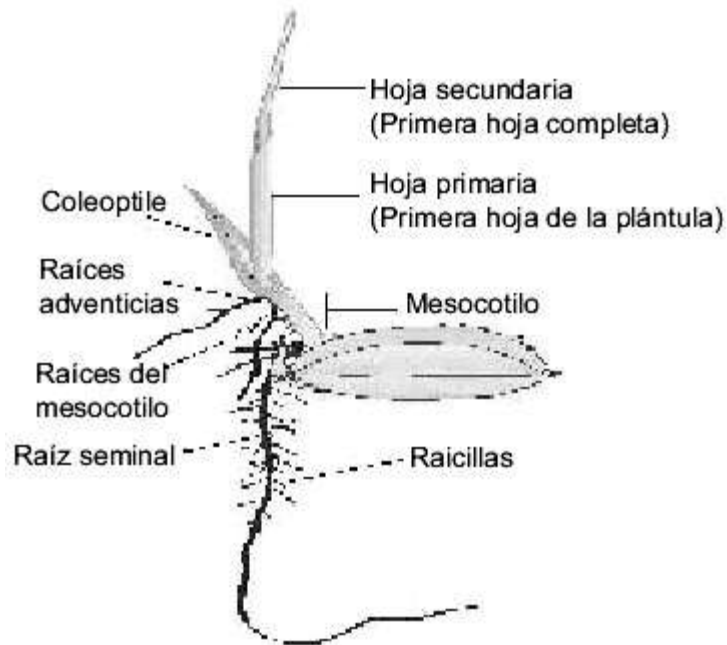 Hoja secundaria
(Primera hoja completa)
Hoja primaria
(Primera hoja de la plántula)
Coleoptile
Raíces
adventicias
Mesocotilo
Raíces del
mesocotilo
Raíz seminal
Raicillas